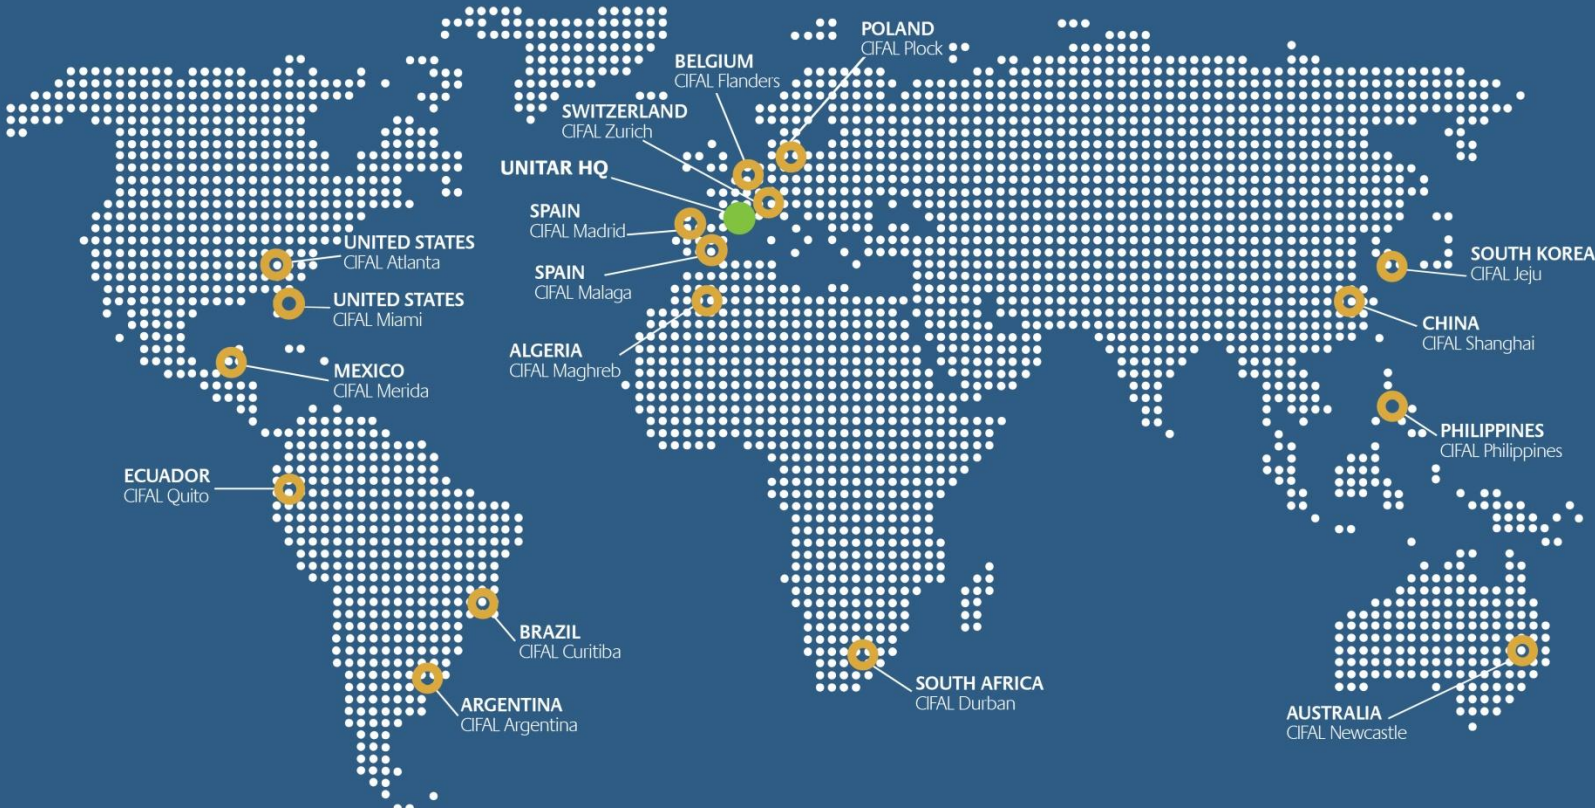 POLAND
CIFAL Plock
BELGIUM
CIFAL Flanders
SWITZERLAND
CIFAL Zurich
UNITAR HQ
SPAIN
CIFAL Madrid
SPAIN
CIFAL Malaga
ALGERIA
CIFAL Maghreb
UNITED STATES
CIFAL Atlanta
UNITED STATES
CIFAL Miami
MEXICO
CIFAL Merida
ECUADOR
CIFAL Quito
BRAZIL
CIFAL Curitiba
ARGENTINA
CIFAL Argentina
SOUTH AFRICA
CIFAL Durban
SOUTH KOREA
CIFAL Jeju
CHINA
CIFAL Shanghai
PHILIPPINES
CIFAL Philippines
AUSTRALIA
CIFAL Newcastle